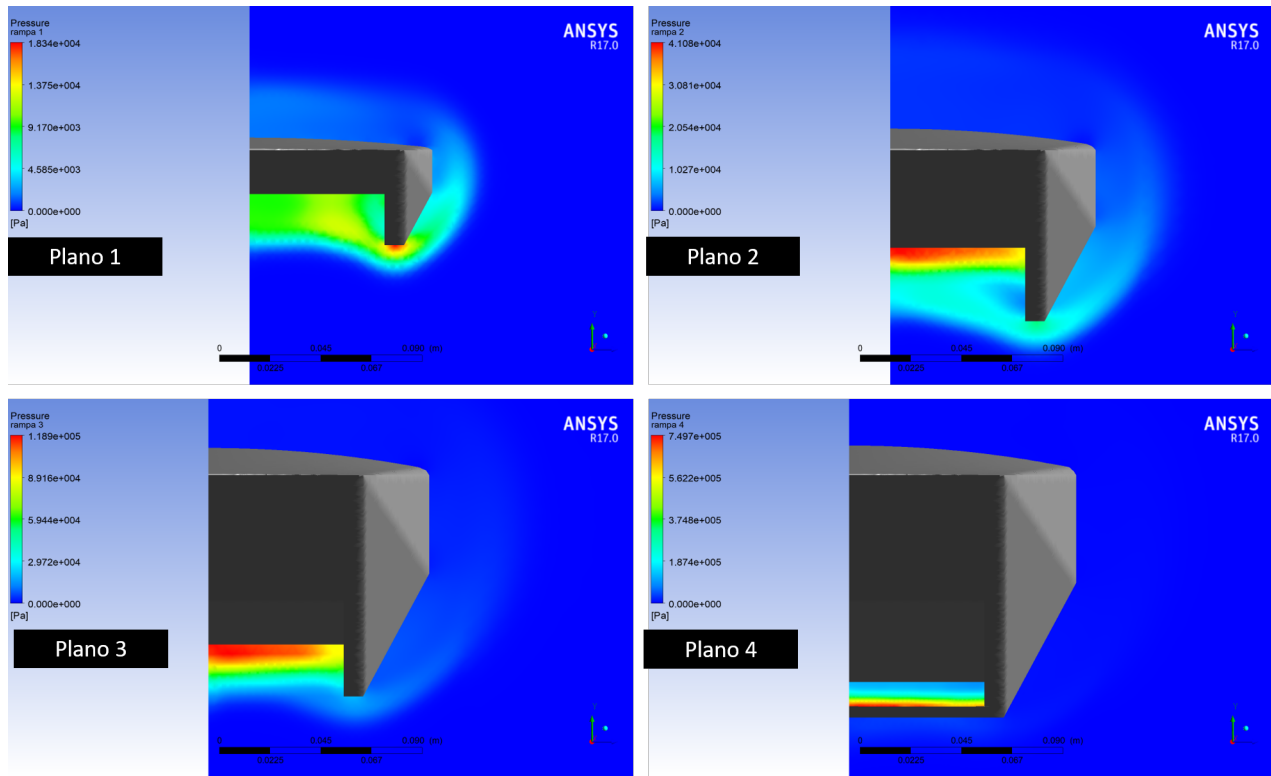 Pressure
rampa 1
1.834e+004
1.375e+004
9.170e+003
4.585e+003
0.000e+000
[Pa]
Plano 1
ANSYS
R17.0
0 0.045 0.090 (m)
0.0225 0.067
Y
Pressure
rampa 2
4.108e+004
3.081e+004
2.054e+004
1.027e+004
0.000e+000
[Pa]
Plano 2
ANSYS
R17.0
0 0.045 0.090 (m)
0.0225 0.067
Y
Pressure
rampa 3
1.189e+005
8.916e+004
5.944e+004
2.972e+004
0.000e+000
[Pa]
Plano 3
ANSYS
R17.0
0 0.045 0.090 (m)
0.0225 0.067
Y
Pressure
rampa 4
7.497e+005
5.622e+005
3.748e+005
1.874e+005
0.000e+000
[Pa]
Plano 4
ANSYS
R17.0
0 0.045 0.090 (m)
0.0225 0.067
Y